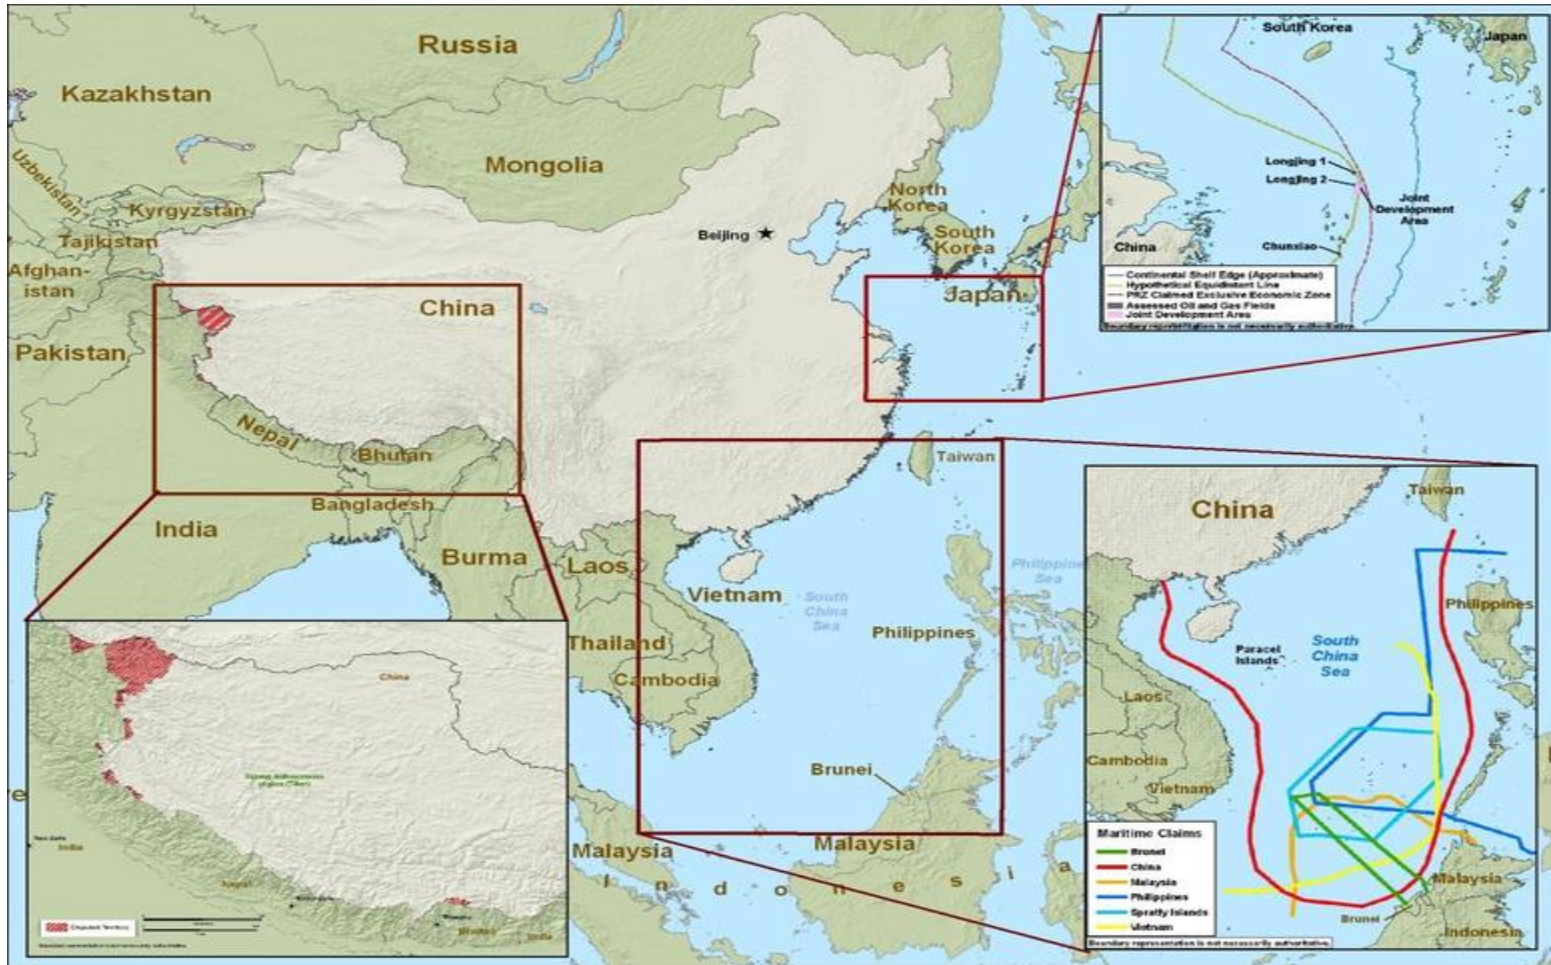 Russia
Kazakhstan
Mongolia
Uzbekistan
Kyrgyzstan
Tajikistan
Afghan-
istan
North
Korea
South
Korea
Beijing
China
Japan
Pakistan
Nepal
Bhutan
Taiwan
Bangladesh
India
Burma
Laos
Vietnam
South
China
Sea
Philippine
Sea
Thailand
Philippines
Cambodia
Brunei
Malaysia
Malaysia
Indonesia
South Korea
Japan
Longjing 1
Longjing 2
Joint
Development
Area
China
Chunxiao
Continental Shelf Edge (Approximate)
Hypothetical Equidistant Line
PRZ Claimed Exclusive Economic Zone
Assessed Oil and Gas Fields
Joint Development Area
Boundary representation is not necessarily authoritative.
China
India
Nepal
Bhutan
India
Disputed Territory
China
Taiwan
Philippines
Paracel
Islands
South
China
Sea
Laos
Cambodia
Vietnam
Maritime Claims
Brunei
China
Malaysia
Philippines
Spratly Islands
Vietnam
Malaysia
Brunei
Indonesia
Boundary representation is not necessarily authoritative.